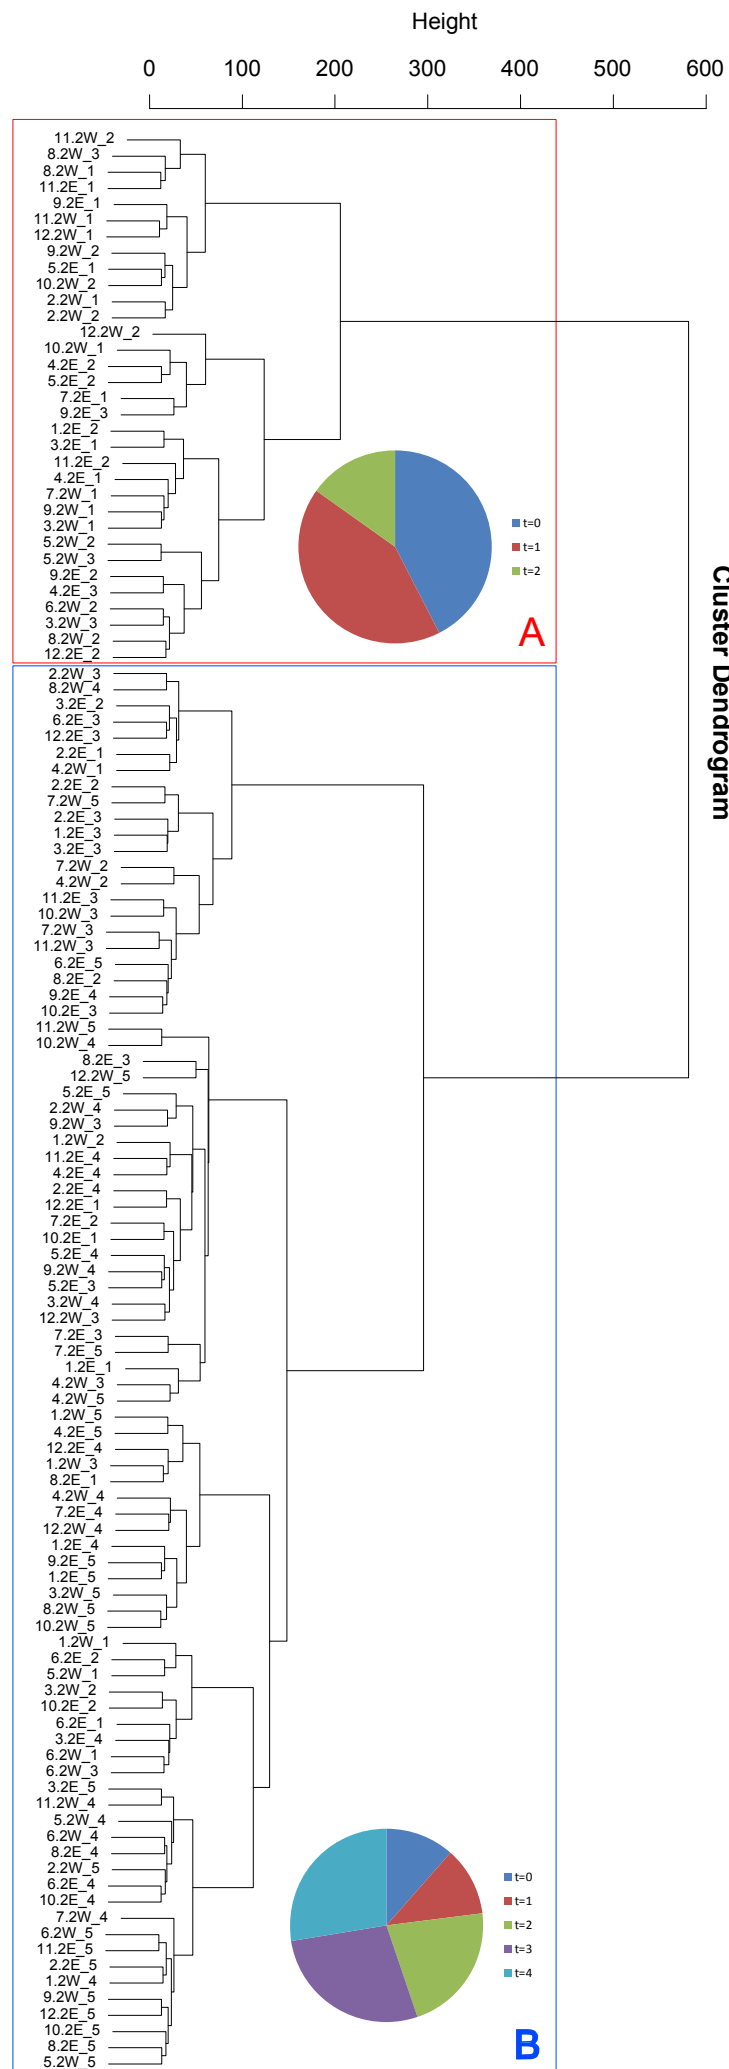 Height
0 100 200 300 400 500 600
11.2W_2
8.2W_3
8.2W_1
11.2E_1
9.2E_1
11.2W_1
12.2W_1
9.2W_2
5.2E_1
10.2W_2
2.2W_1
2.2W_2
12.2W_2
10.2W_1
4.2E_2
5.2E_2
7.2E_1
9.2E_3
1.2E_2
3.2E_1
11.2E_2
4.2E_1
7.2W_1
9.2W_1
3.2W_1
5.2W_2
5.2W_3
9.2E_2
4.2E_3
6.2W_2
3.2W_3
8.2W_2
12.2E_2
t=0
t=1
t=2
A
Cluster Dendrogram
2.2W_3
8.2W_4
3.2E_2
6.2E_3
12.2E_3
2.2E_1
4.2W_1
2.2E_2
7.2W_5
2.2E_3
1.2E_3
3.2E_3
7.2W_2
4.2W_2
11.2E_3
10.2W_3
7.2W_3
11.2W_3
6.2E_5
8.2E_2
9.2E_4
10.2E_3
11.2W_5
10.2W_4
8.2E_3
12.2W_5
5.2E_5
2.2W_4
9.2W_3
1.2W_2
11.2E_4
4.2E_4
2.2E_4
12.2E_1
7.2E_2
10.2E_1
5.2E_4
9.2W_4
5.2E_3
3.2W_4
12.2W_3
7.2E_3
7.2E_5
1.2E_1
4.2W_3
4.2W_5
1.2W_5
4.2E_5
12.2E_4
1.2W_3
8.2E_1
4.2W_4
7.2E_4
12.2W_4
1.2E_4
9.2E_5
1.2E_5
3.2W_5
8.2W_5
10.2W_5
1.2W_1
6.2E_2
5.2W_1
3.2W_2
10.2E_2
6.2E_1
3.2E_4
6.2W_1
6.2W_3
3.2E_5
11.2W_4
5.2W_4
6.2W_4
8.2E_4
2.2W_5
6.2E_4
10.2E_4
7.2W_4
6.2W_5
11.2E_5
2.2E_5
1.2W_4
9.2W_5
12.2E_5
10.2E_5
8.2E_5
5.2W_5
t=0
t=1
t=2
t=3
t=4
B